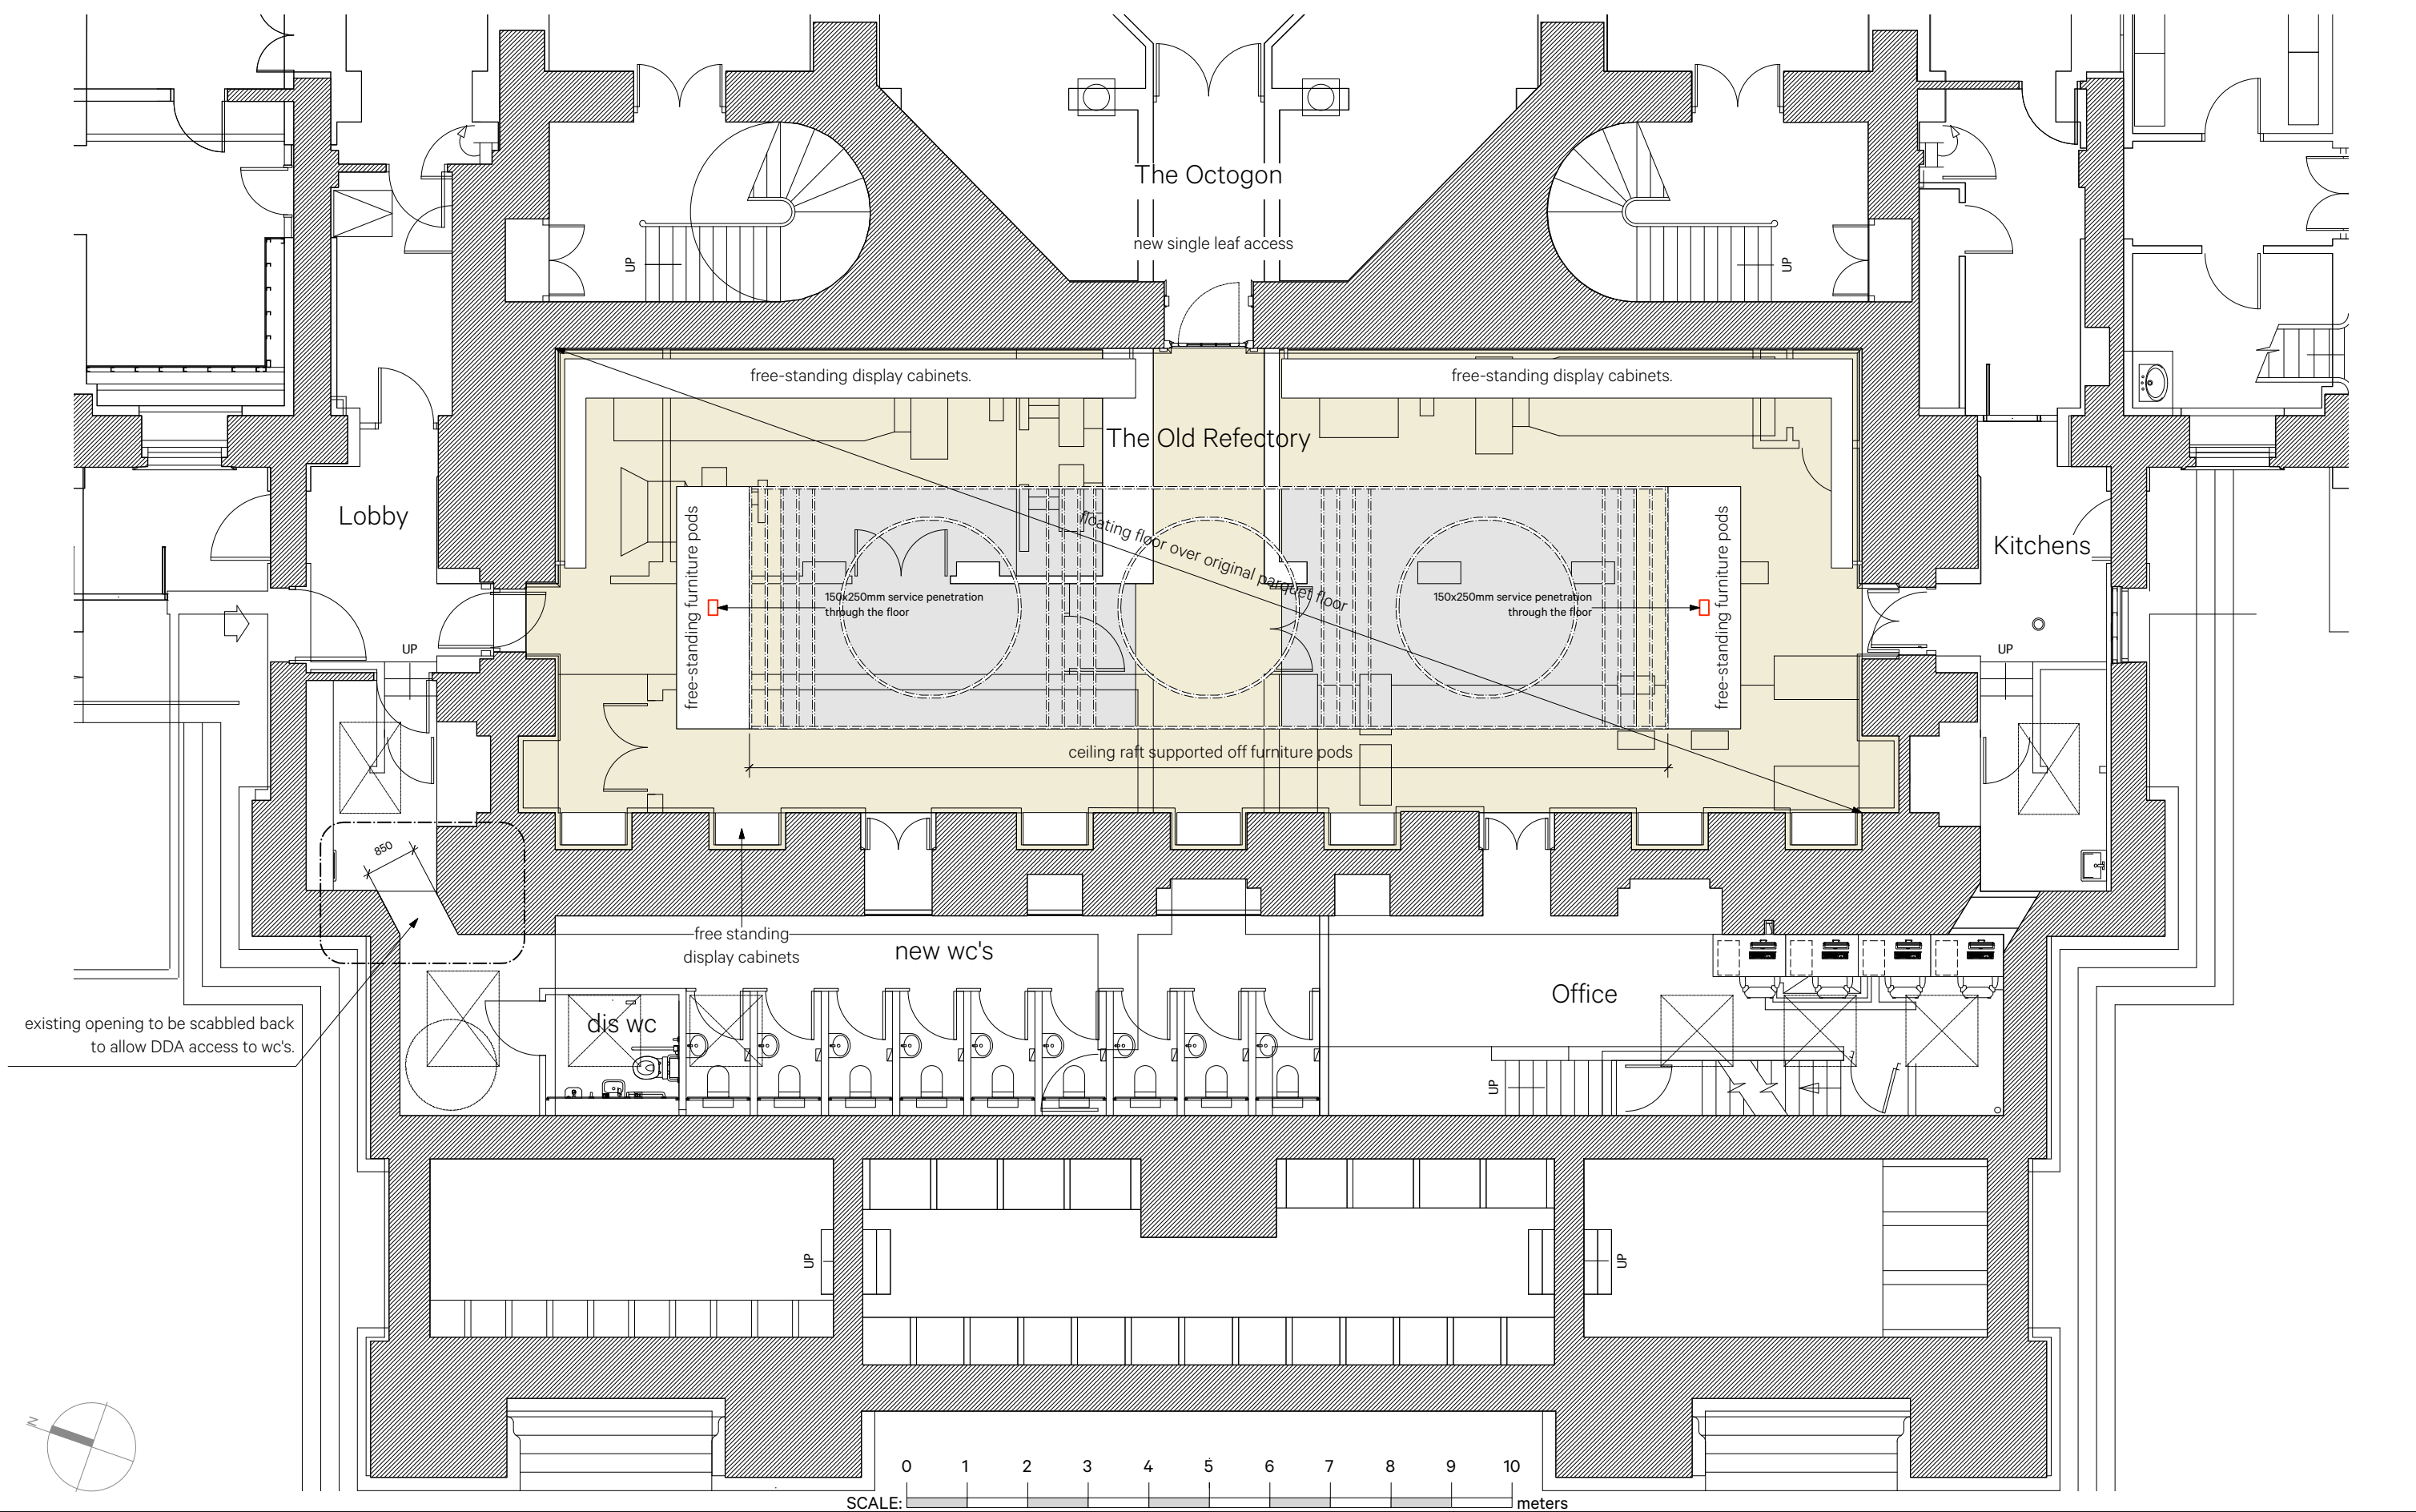 The Octogon
new single leaf access
UP
UP
free-standing display cabinets.
free-standing display cabinets.
The Old Refectory
Lobby
Kitchens
free-standing furniture pods
floating floor over original parquet floor
free-standing furniture pods
150x250mm service penetration
through the floor
150x250mm service penetration
through the floor
UP
UP
ceiling raft supported off furniture pods
850
free standing
display cabinets
new wc's
Office
dis wc
existing opening to be scabbled back
to allow DDA access to wc's.
UP
UP
UP
N
0 1 2 3 4 5 6 7 8 9 10
SCALE: meters